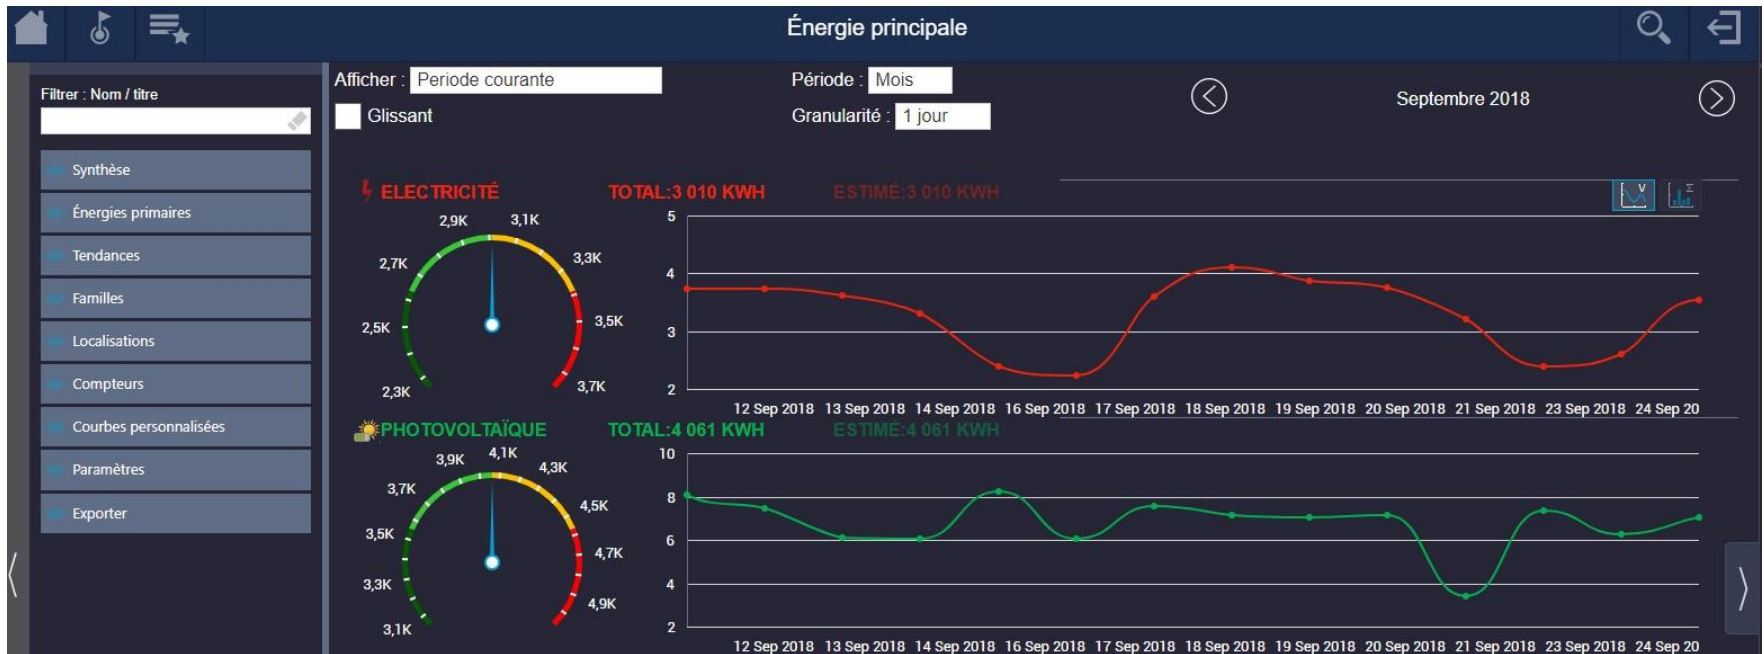 Énergie principale
Filtrer : Nom / titre
Synthèse
Énergies primaires
Tendances
Familles
Localisations
Compteurs
Courbes personnalisées
Paramètres
Exporter
Afficher : Periode courante
Glissant
Période : Mois
Granularité : 1 jour
Septembre 2018
ELECTRICITÉ TOTAL:3 010 KWH ESTIMÉ:3 010 KWH
V Σ
2,3K 2,5K 2,7K 2,9K 3,1K 3,3K 3,5K 3,7K
5
4
3
2
12 Sep 2018 13 Sep 2018 14 Sep 2018 16 Sep 2018 17 Sep 2018 18 Sep 2018 19 Sep 2018 20 Sep 2018 21 Sep 2018 23 Sep 2018 24 Sep 20
PHOTOVOLTAÏQUE TOTAL:4 061 KWH ESTIMÉ:4 061 KWH
3,1K 3,3K 3,5K 3,7K 3,9K 4,1K 4,3K 4,5K 4,7K 4,9K
10
8
6
4
2
12 Sep 2018 13 Sep 2018 14 Sep 2018 16 Sep 2018 17 Sep 2018 18 Sep 2018 19 Sep 2018 20 Sep 2018 21 Sep 2018 23 Sep 2018 24 Sep 20